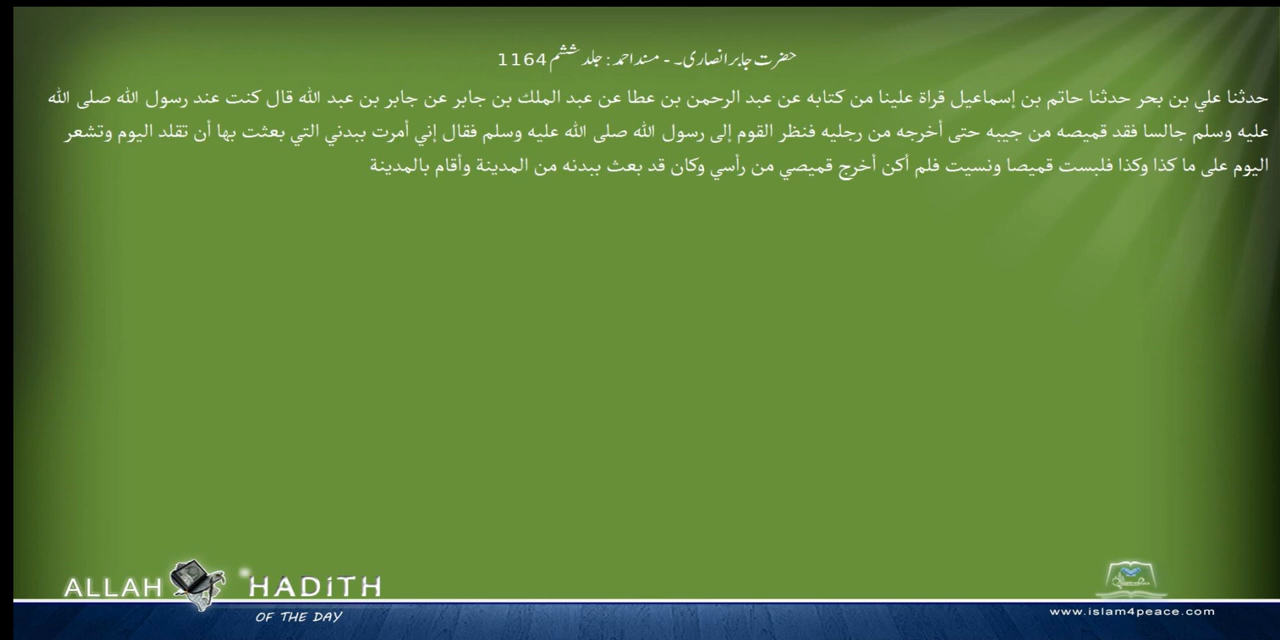 حضرت جابر انصاری۔ - مسند احمد: جلد ششم 1164
حدثنا علي بن بحر حدثنا حاتم بن إسماعيل قراة علينا من كتابه عن عبد الرحمن بن عطا عن عبد الملك بن جابر عن جابر بن عبد الله قال كنت عند رسول الله صلى الله
عليه وسلم جالسا فقد قميصه من جيبه حتى أخرجه من رجليه فنظر القوم إلى رسول الله صلى الله عليه وسلم فقال إني أمرت ببدني التي بعثت بها أن تقلد اليوم وتشعر
اليوم على ما كذا وكذا فلبست قميصا ونسيت فلم أكن أخرج قميصي من رأسي وكان قد بعث ببدنه من المدينة وأقام بالمدينة
ALLAH HADiTH
OF THE DAY
www.islam4peace.com